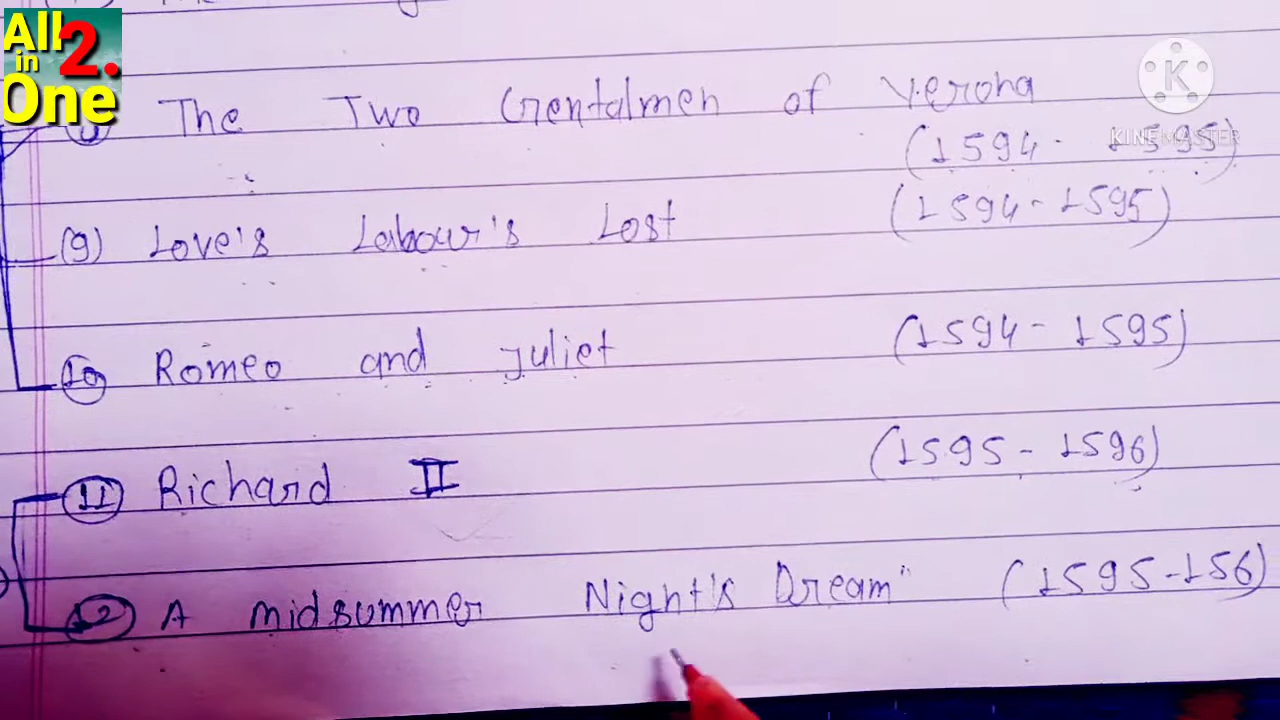 All
in 2.
One
KINEMASTER
The Two Gentalmen of Verona
(1594 - 1595)
(9) Love's Labour's Lost (1594-1595)
(10) Romeo and juliet (1594 - 1595)
(11) Richard II (1595 - 1596)
(12) A midsummer Night's Dream" (1595-156)